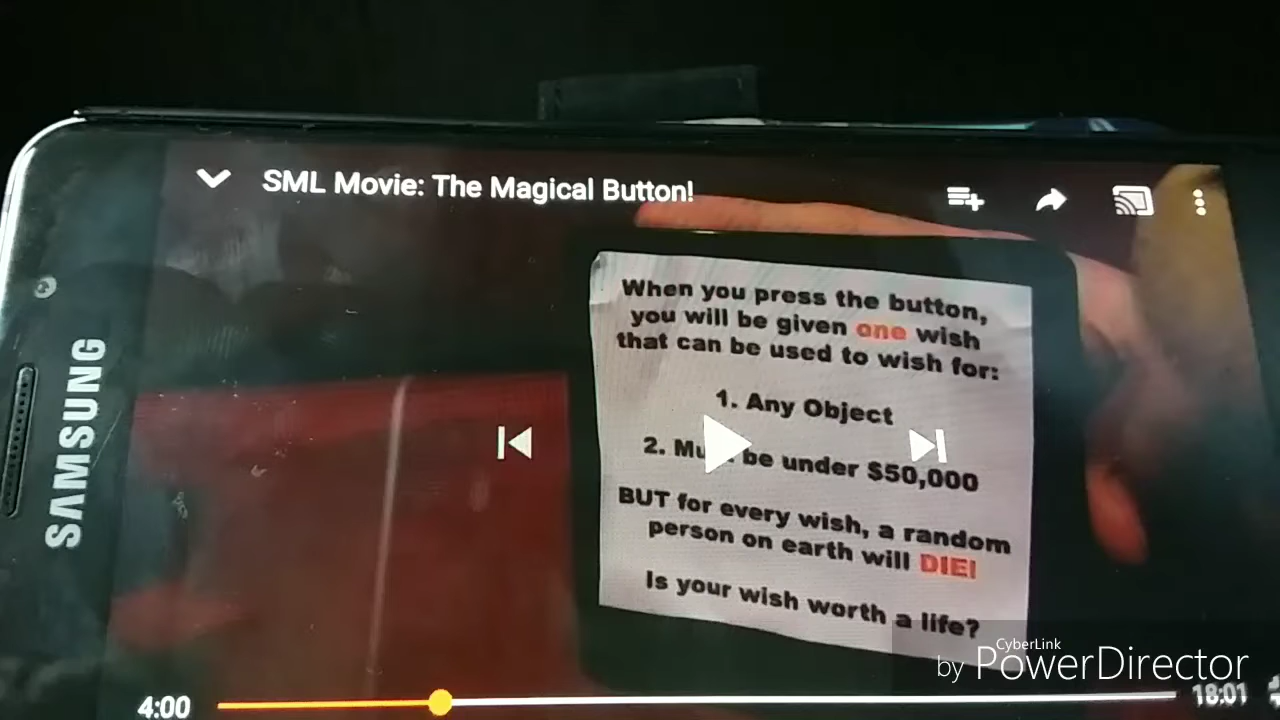 SML Movie: The Magical Button!
SAMSUNG
When you press the button,
you will be given one wish
that can be used to wish for:
1. Any Object
2. Mu be under $50,000
BUT for every wish, a random
person on earth will DIE!
Is your wish worth a life?
CyberLink
by PowerDirector
4:00
18:01